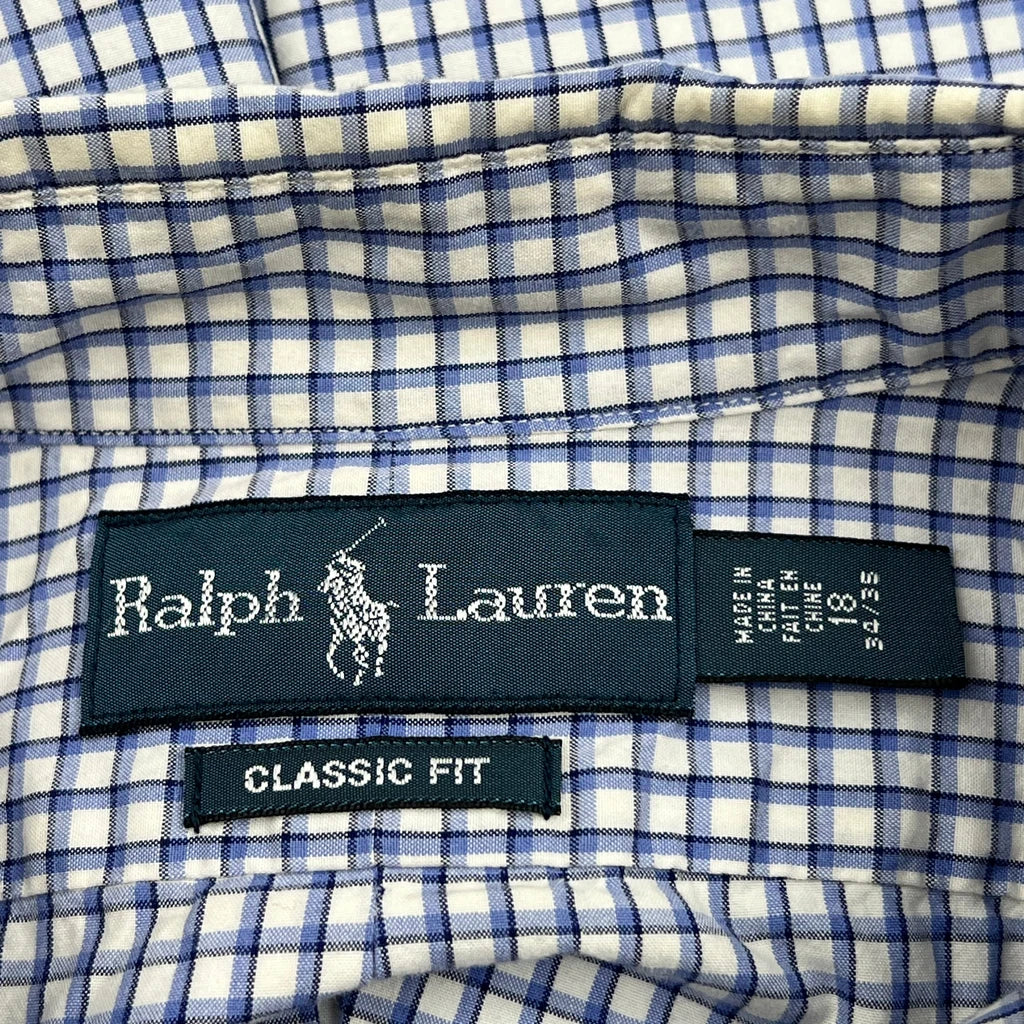 Ralph Lauren
CLASSIC FIT
MADE IN
CHINA
FAIT EN
CHINE
18
34/35